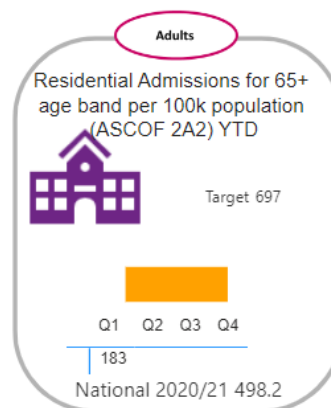 Adults
Residential Admissions for 65+
age band per 100k population
(ASCOF 2A2) YTD
Target 697
Q1 Q2 Q3 Q4
183
National 2020/21 498.2